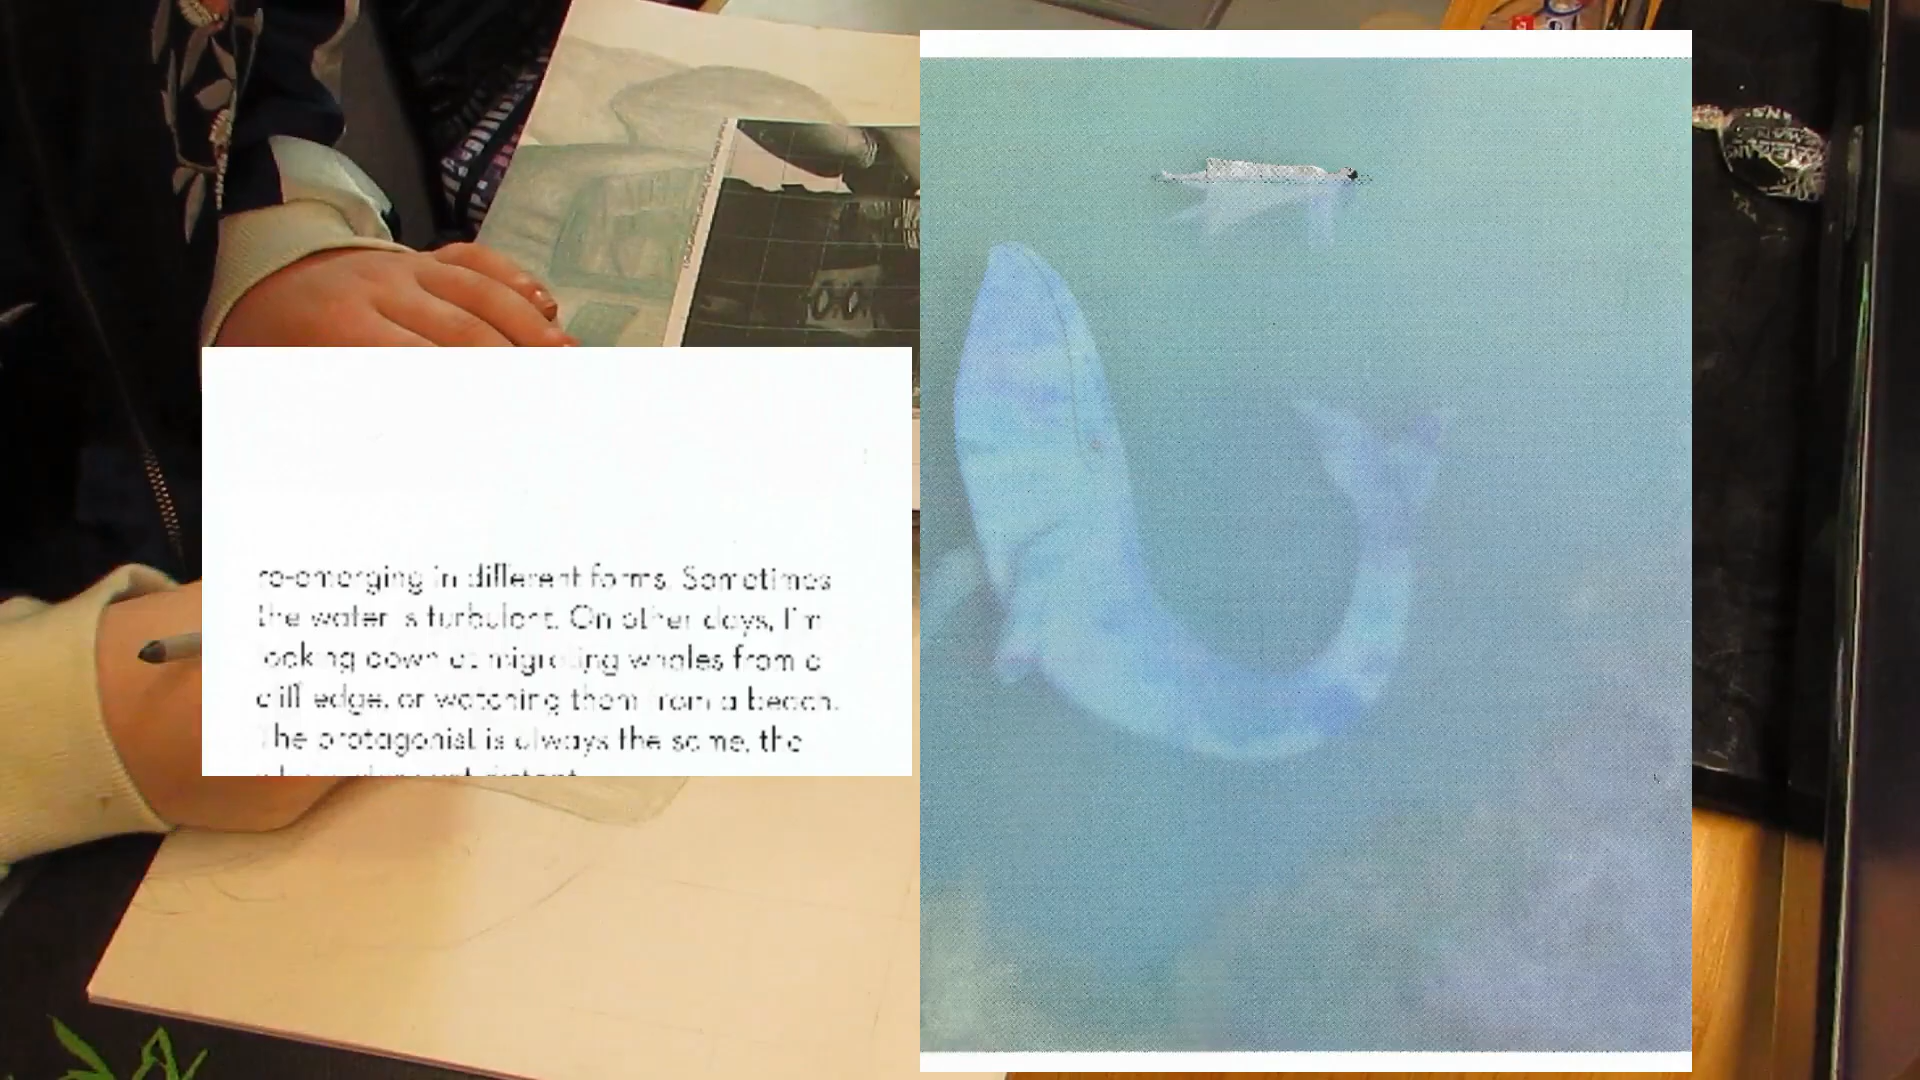 re-emerging in different forms. Sometimes
the water is turbulent. On other days, I'm
looking down at migrating whales from a
cliff edge, or watching them from a beach.
The protagonist is always the same, the
distant